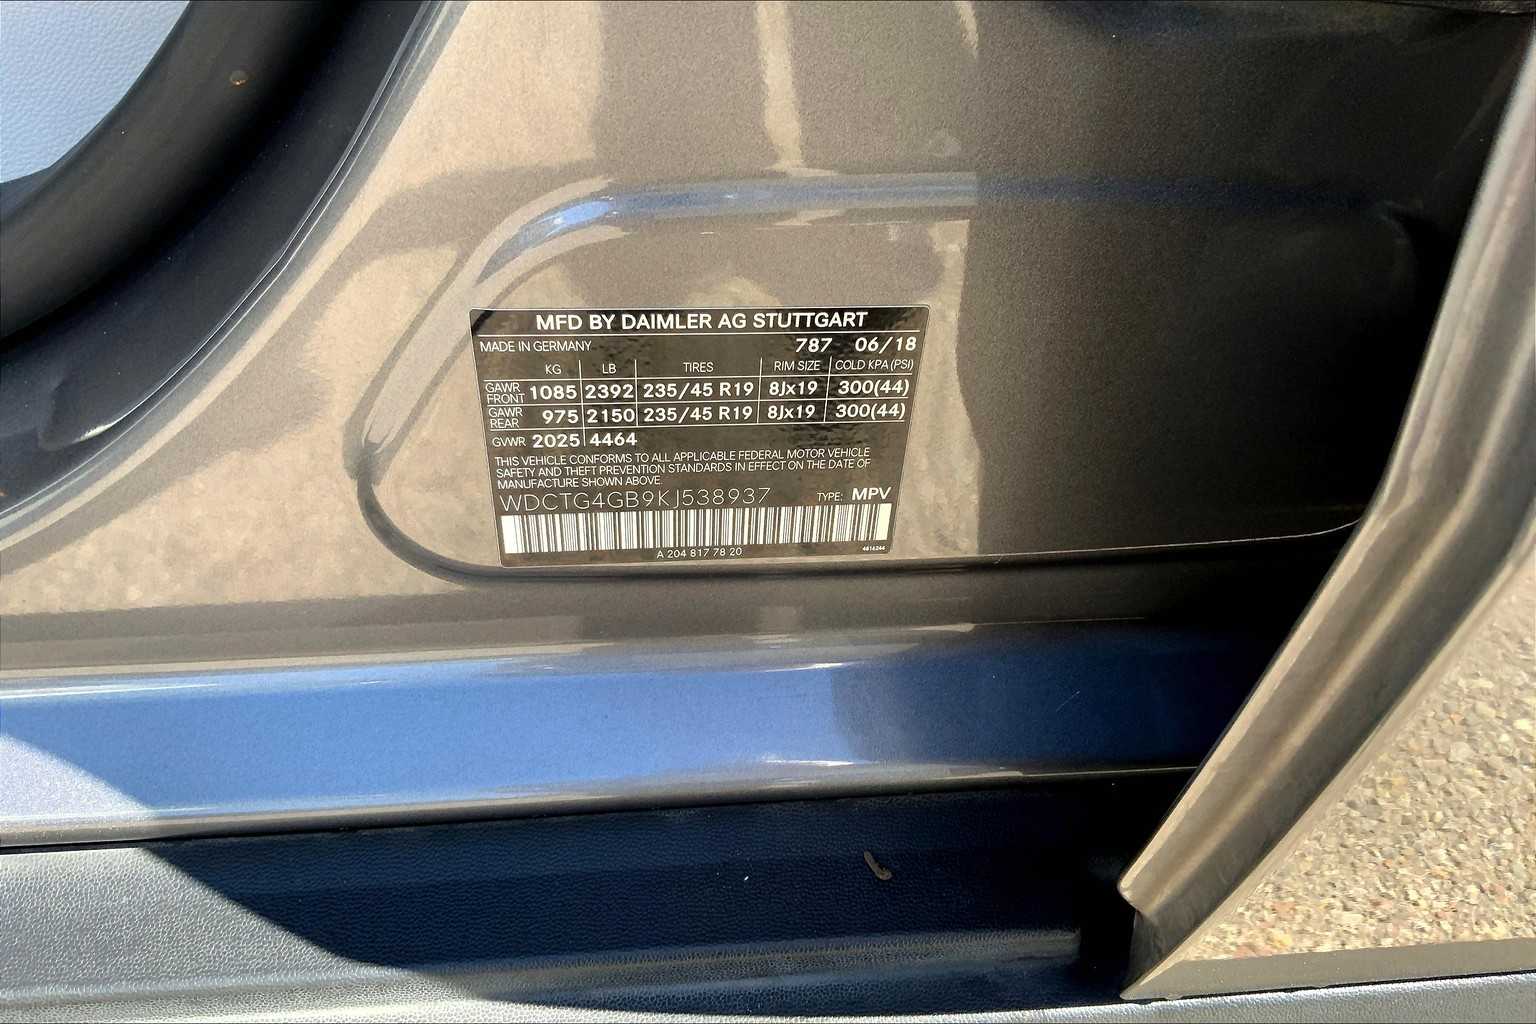 MFD BY DAIMLER AG STUTTGART
MADE IN GERMANY 787 06/18
KG LB TIRES RIM SIZE COLD KPA (PSI)
GAWR FRONT 1085 2392 235/45 R19 8Jx19 300(44)
GAWR REAR 975 2150 235/45 R19 8Jx19 300(44)
GVWR 2025 4464
THIS VEHICLE CONFORMS TO ALL APPLICABLE FEDERAL MOTOR VEHICLE
SAFETY AND THEFT PREVENTION STANDARDS IN EFFECT ON THE DATE OF
MANUFACTURE SHOWN ABOVE.
WDCTG4GB9KJ538937 TYPE: MPV
A 204 817 78 20